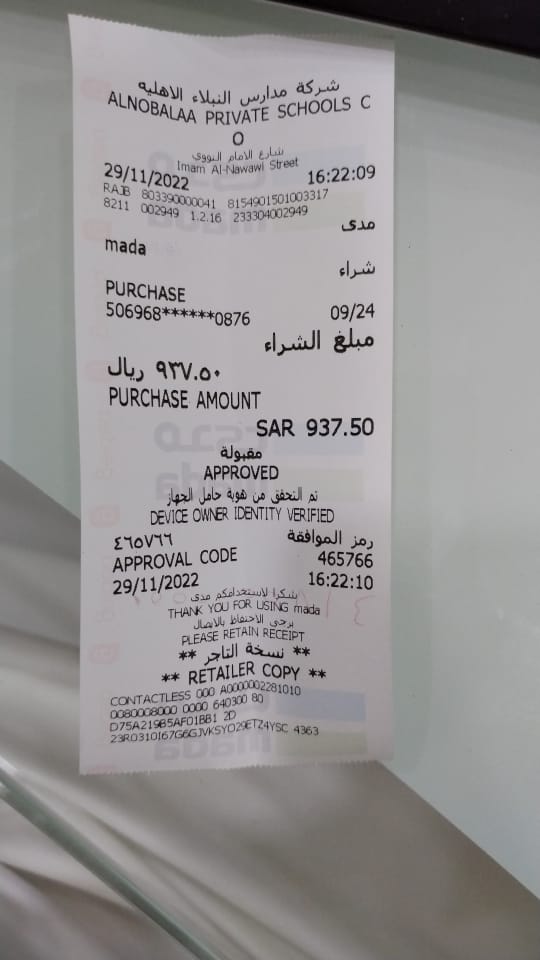 شركة مدارس النبلاء الاهليه
ALNOBALAA PRIVATE SCHOOLS C
O
شارع الامام النووي
Imam Al-Nawawi Street
29/11/2022 16:22:09
RAJB 803390000041 8154901501003317
8211 002949 1.2.16 233304002949
مدى
mada
شراء
PURCHASE
506968******0876 09/24
مبلغ الشراء
٩٣٧.٥٠ ريال
PURCHASE AMOUNT
SAR 937.50
مقبولة
APPROVED
تم التحقق من هوية حامل الجهاز
DEVICE OWNER IDENTITY VERIFIED
رمز الموافقة ٤٦٥٧٦٦
APPROVAL CODE 465766
29/11/2022 16:22:10
شكرا لاستخدامكم مدى
THANK YOU FOR USING mada
يرجى الاحتفاظ بالايصال
PLEASE RETAIN RECEIPT
** نسخة التاجر **
** RETAILER COPY **
CONTACTLESS 000 A0000002281010
0080008000 0000 640300 80
D75A219B5AF01BB1 2D
23R0310I67G6GJVKSYO29ETZ4YSC 4363